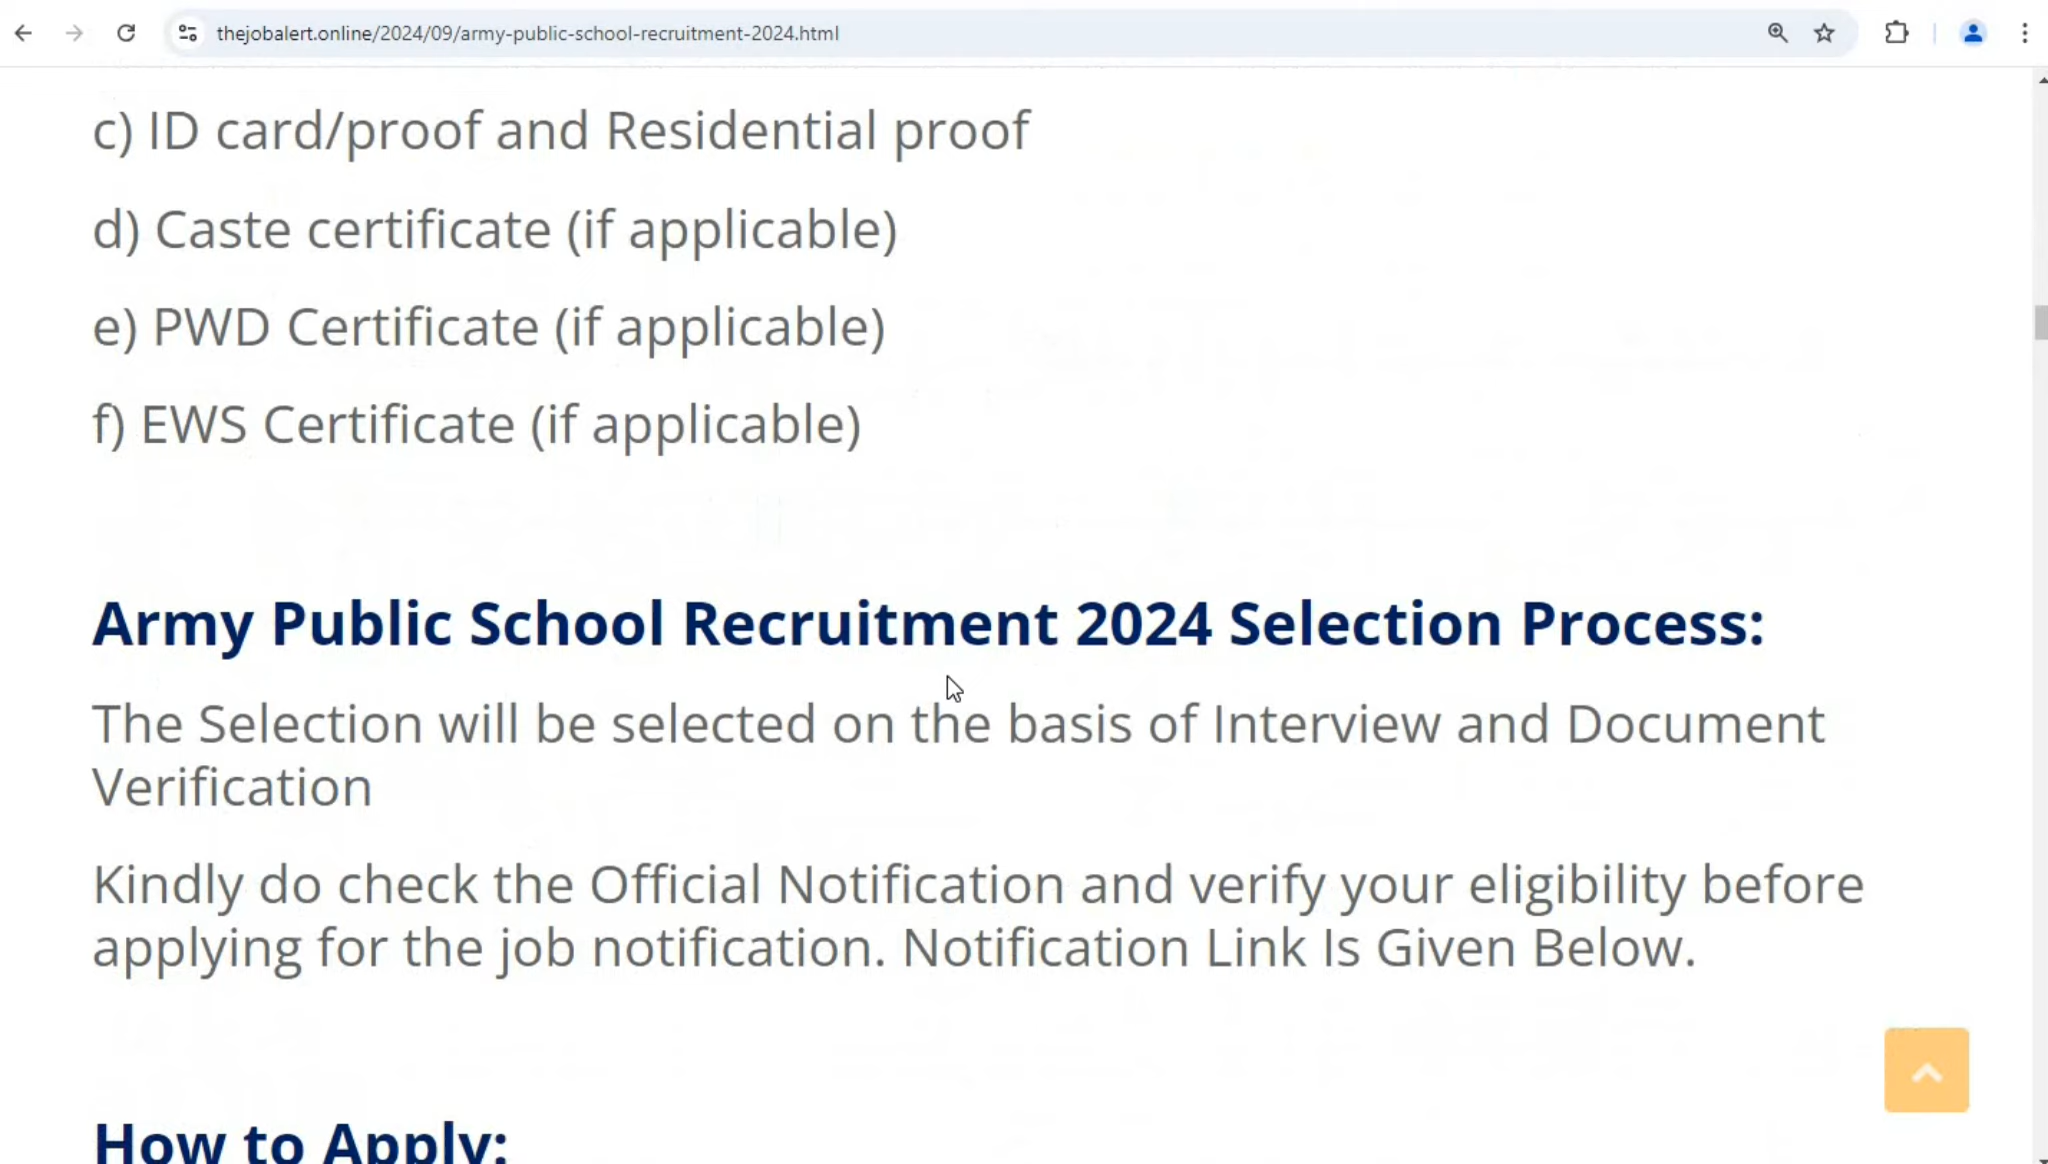 thejobalert.online/2024/09/army-public-school-recruitment-2024.html
c) ID card/proof and Residential proof
d) Caste certificate (if applicable)
e) PWD Certificate (if applicable)
f) EWS Certificate (if applicable)
Army Public School Recruitment 2024 Selection Process:
The Selection will be selected on the basis of Interview and Document
Verification
Kindly do check the Official Notification and verify your eligibility before
applying for the job notification. Notification Link Is Given Below.
How to Apply: